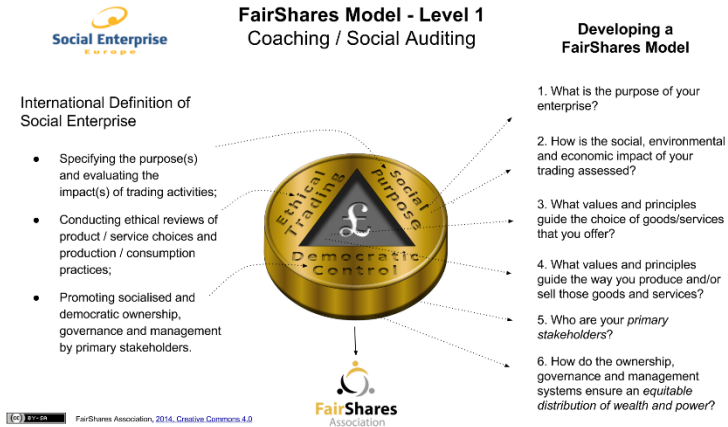 Social Enterprise
Europe
FairShares Model - Level 1
Coaching / Social Auditing
Developing a
FairShares Model
International Definition of
Social Enterprise
● Specifying the purpose(s)
and evaluating the
impact(s) of trading activities;
● Conducting ethical reviews of
product / service choices and
production / consumption
practices;
● Promoting socialised and
democratic ownership,
governance and management
by primary stakeholders.
Ethical
Trading
Social
Purpose
£
Democratic
Control
1. What is the purpose of your
enterprise?
2. How is the social, environmental
and economic impact of your
trading assessed?
3. What values and principles
guide the choice of goods/services
that you offer?
4. What values and principles
guide the way you produce and/or
sell those goods and services?
5. Who are your primary
stakeholders?
6. How do the ownership,
governance and management
systems ensure an equitable
distribution of wealth and power?
FairShares
Association
(cc) BY-SA
FairShares Association, 2014, Creative Commons 4.0